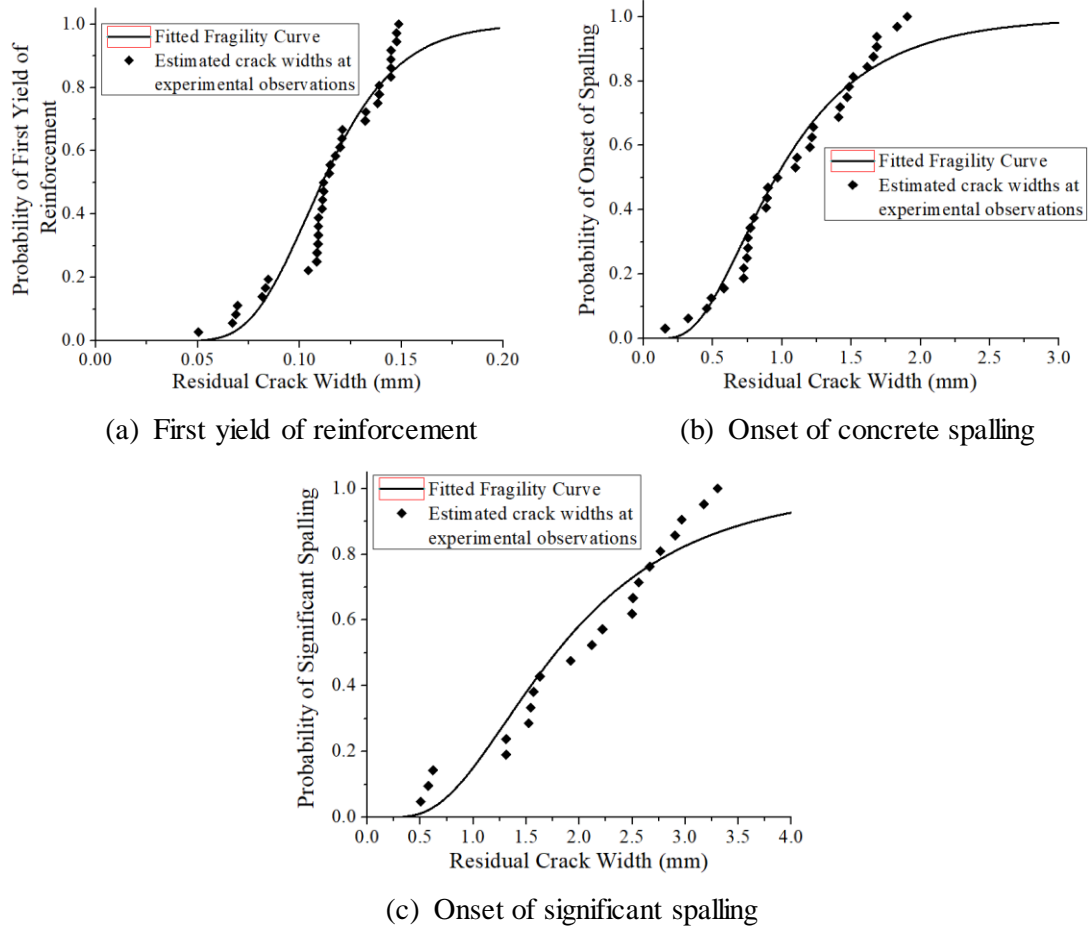 Probability of First Yield of
Reinforcement
1.0
0.8
0.6
0.4
0.2
0.0
Fitted Fragility Curve
Estimated crack widths at
experimental observations
0.00 0.05 0.10 0.15 0.20
Residual Crack Width (mm)
(a) First yield of reinforcement
Probability of Onset of Spalling
1.0
0.8
0.6
0.4
0.2
0.0
Fitted Fragility Curve
Estimated crack widths at
experimental observations
0.0 0.5 1.0 1.5 2.0 2.5 3.0
Residual Crack Width (mm)
(b) Onset of concrete spalling
Probability of Significant Spalling
1.0
0.8
0.6
0.4
0.2
0.0
Fitted Fragility Curve
Estimated crack widths at
experimental observations
0.0 0.5 1.0 1.5 2.0 2.5 3.0 3.5 4.0
Residual Crack Width (mm)
(c) Onset of significant spalling